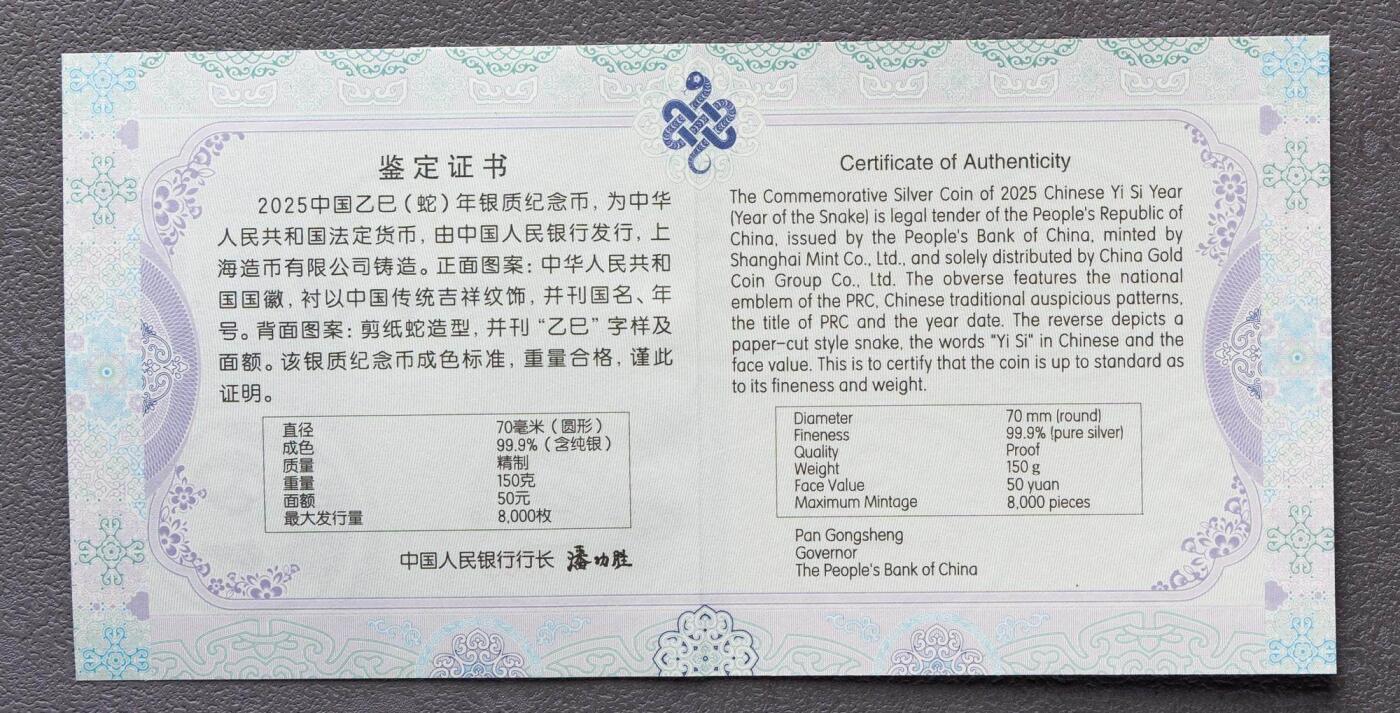 鉴定证书
2025中国乙巳（蛇）年银质纪念币，为中华
人民共和国法定货币，由中国人民银行发行，上
海造币有限公司铸造。正面图案：中华人民共和
国国徽，衬以中国传统吉祥纹饰，并刊国名、年
号。背面图案：剪纸蛇造型，并刊“乙巳”字样及
面额。该银质纪念币成色标准，重量合格，谨此
证明。
直径 70毫米（圆形）
成色 99.9%（含纯银）
质量 精制
重量 150克
面额 50元
最大发行量 8,000枚
中国人民银行行长 潘功胜
Certificate of Authenticity
The Commemorative Silver Coin of 2025 Chinese Yi Si Year
(Year of the Snake) is legal tender of the People's Republic of
China, issued by the People's Bank of China, minted by
Shanghai Mint Co., Ltd., and solely distributed by China Gold
Coin Group Co., Ltd. The obverse features the national
emblem of the PRC, Chinese traditional auspicious patterns,
the title of PRC and the year date. The reverse depicts a
paper-cut style snake, the words "Yi Si" in Chinese and the
face value. This is to certify that the coin is up to standard as
to its fineness and weight.
Diameter 70 mm (round)
Fineness 99.9% (pure silver)
Quality Proof
Weight 150 g
Face Value 50 yuan
Maximum Mintage 8,000 pieces
Pan Gongsheng
Governor
The People's Bank of China